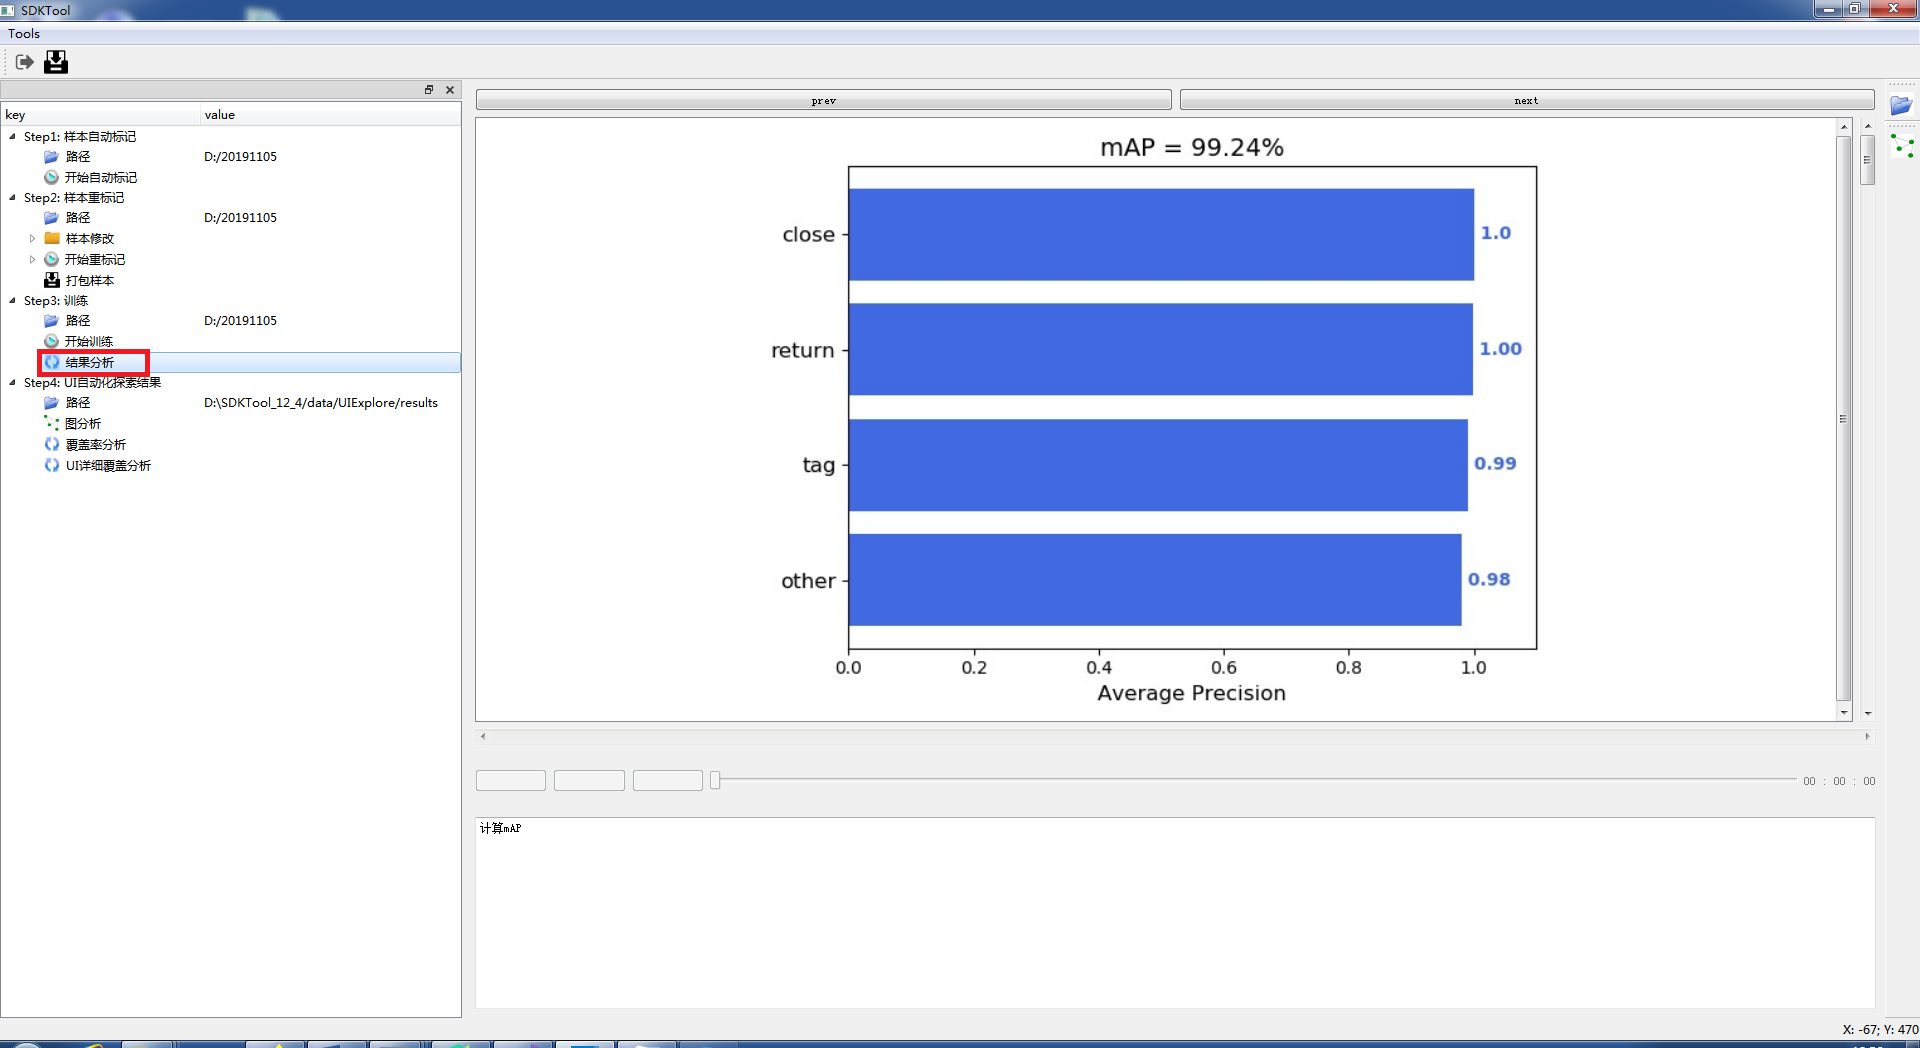 SDKTool
Tools
key value
Step1: 样本自动标记
路径 D:/20191105
开始自动标记
Step2: 样本重标记
路径 D:/20191105
样本修改
开始重标记
打包样本
Step3: 训练
路径 D:/20191105
开始训练
结果分析
Step4: UI自动化探索结果
路径 D:\SDKTool_12_4/data/UIExplore/results
图分析
覆盖率分析
UI详细覆盖分析
prev next
mAP = 99.24%
close 1.0
return 1.00
tag 0.99
other 0.98
0.0 0.2 0.4 0.6 0.8 1.0
Average Precision
00 : 00 : 00
计算mAP
X: -67; Y: 470